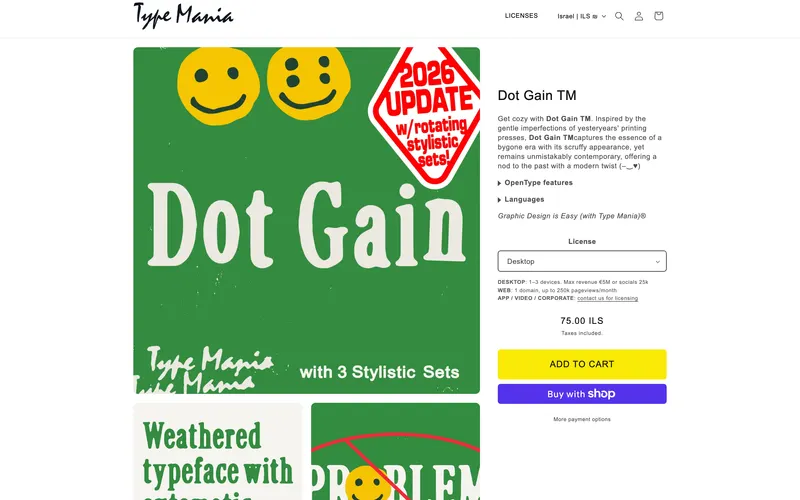 Type Mania
LICENSES
Israel | ILS ₪
2026
UPDATE
w/rotating
stylistic
sets!
Dot Gain
Type Mania
Type Mania
with 3 Stylistic Sets
Weathered
typeface with
automatic
PROBLEM
Dot Gain TM
Get cozy with Dot Gain TM. Inspired by the
gentle imperfections of yesteryears' printing
presses, Dot Gain TMcaptures the essence of a
bygone era with its scruffy appearance, yet
remains unmistakably contemporary, offering a
nod to the past with a modern twist (~‿♥)
OpenType features
Languages
Graphic Design is Easy (with Type Mania)®
License
Desktop
DESKTOP: 1–3 devices. Max revenue €5M or socials 25k
WEB: 1 domain, up to 250k pageviews/month
APP / VIDEO / CORPORATE: contact us for licensing
75.00 ILS
Taxes included.
ADD TO CART
Buy with shop
More payment options